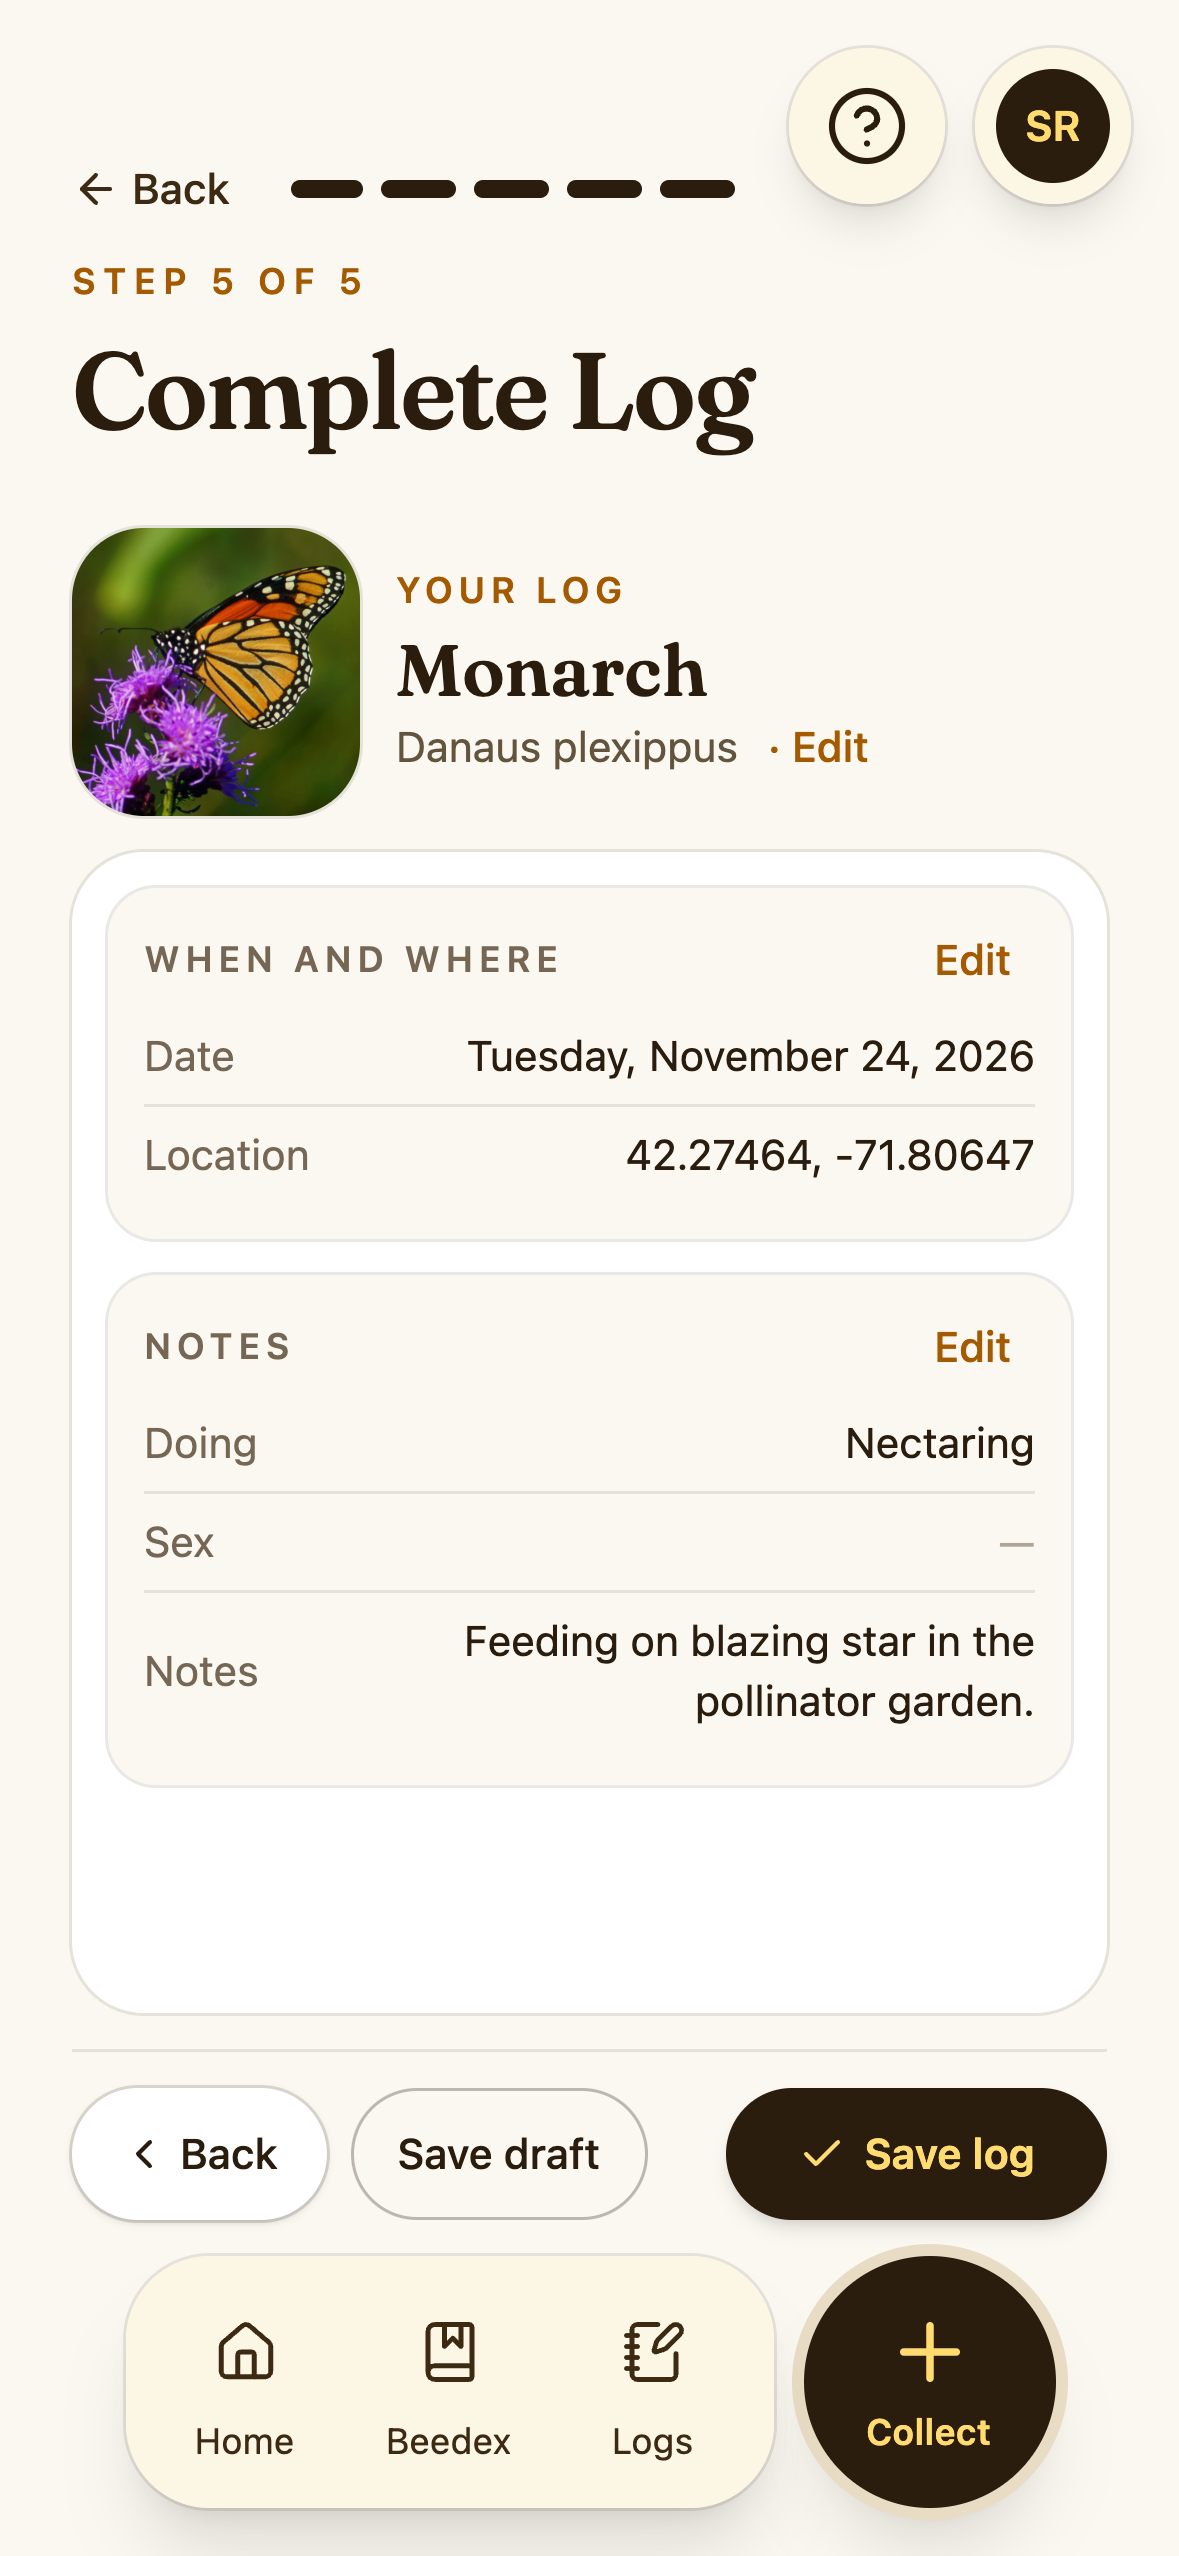 SR
Back
STEP 5 OF 5
Complete Log
YOUR LOG
Monarch
Danaus plexippus · Edit
WHEN AND WHERE Edit
Date Tuesday, November 24, 2026
Location 42.27464, -71.80647
NOTES Edit
Doing Nectaring
Sex —
Notes Feeding on blazing star in the
pollinator garden.
Back Save draft Save log
Home Beedex Logs Collect